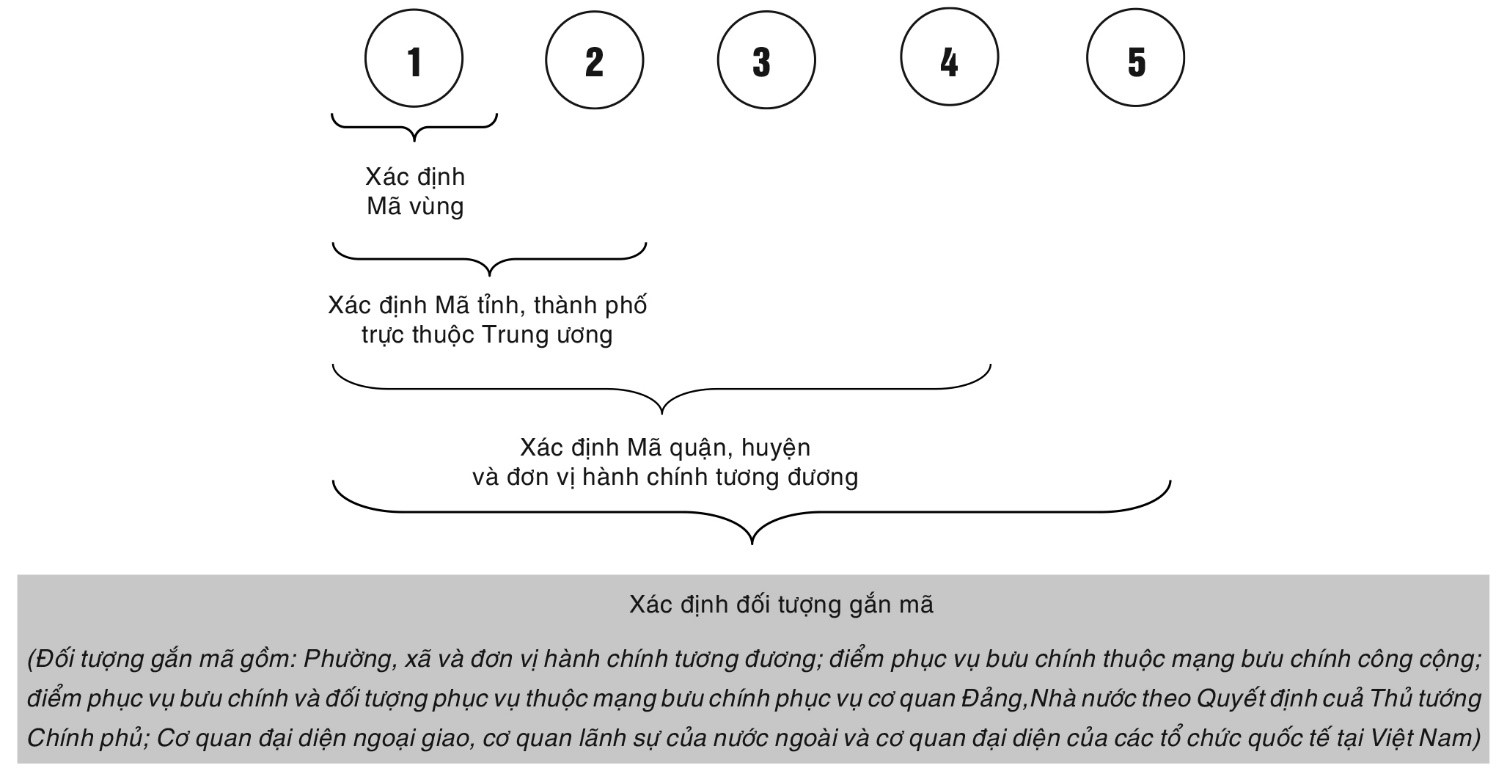 1 2 3 4 5
Xác định
Mã vùng
Xác định Mã tỉnh, thành phố
trực thuộc Trung ương
Xác định Mã quận, huyện
và đơn vị hành chính tương đương
Xác định đối tượng gắn mã
(Đối tượng gắn mã gồm: Phường, xã và đơn vị hành chính tương đương; điểm phục vụ bưu chính thuộc mạng bưu chính công cộng;
điểm phục vụ bưu chính và đối tượng phục vụ thuộc mạng bưu chính phục vụ cơ quan Đảng,Nhà nước theo Quyết định cuả Thủ tướng
Chính phủ; Cơ quan đại diện ngoại giao, cơ quan lãnh sự của nước ngoài và cơ quan đại diện của các tổ chức quốc tế tại Việt Nam)